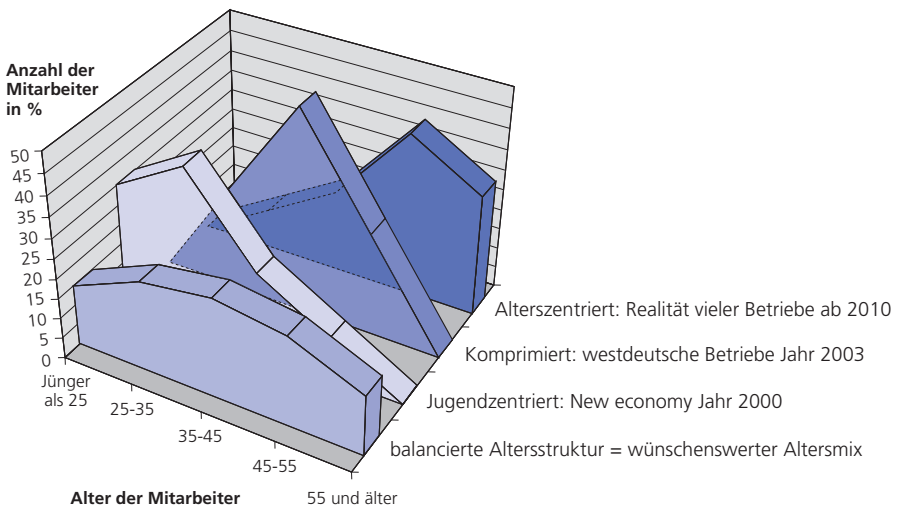 Anzahl der
Mitarbeiter
in %
50
45
40
35
30
25
20
15
10
5
0
Jünger
als 25
25-35
35-45
45-55
55 und älter
Alter der Mitarbeiter
Alterszentriert: Realität vieler Betriebe ab 2010
Komprimiert: westdeutsche Betriebe Jahr 2003
Jugendzentriert: New economy Jahr 2000
balancierte Altersstruktur = wünschenswerter Altersmix